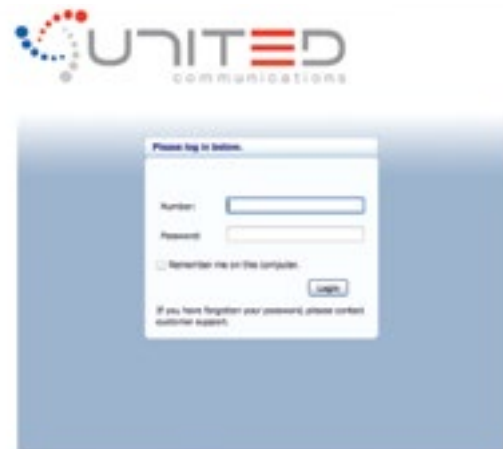 UNITED
communications
Please log in below.
Number:
Password:
Remember me on this computer.
Login
If you have forgotten your password, please contact
customer support.